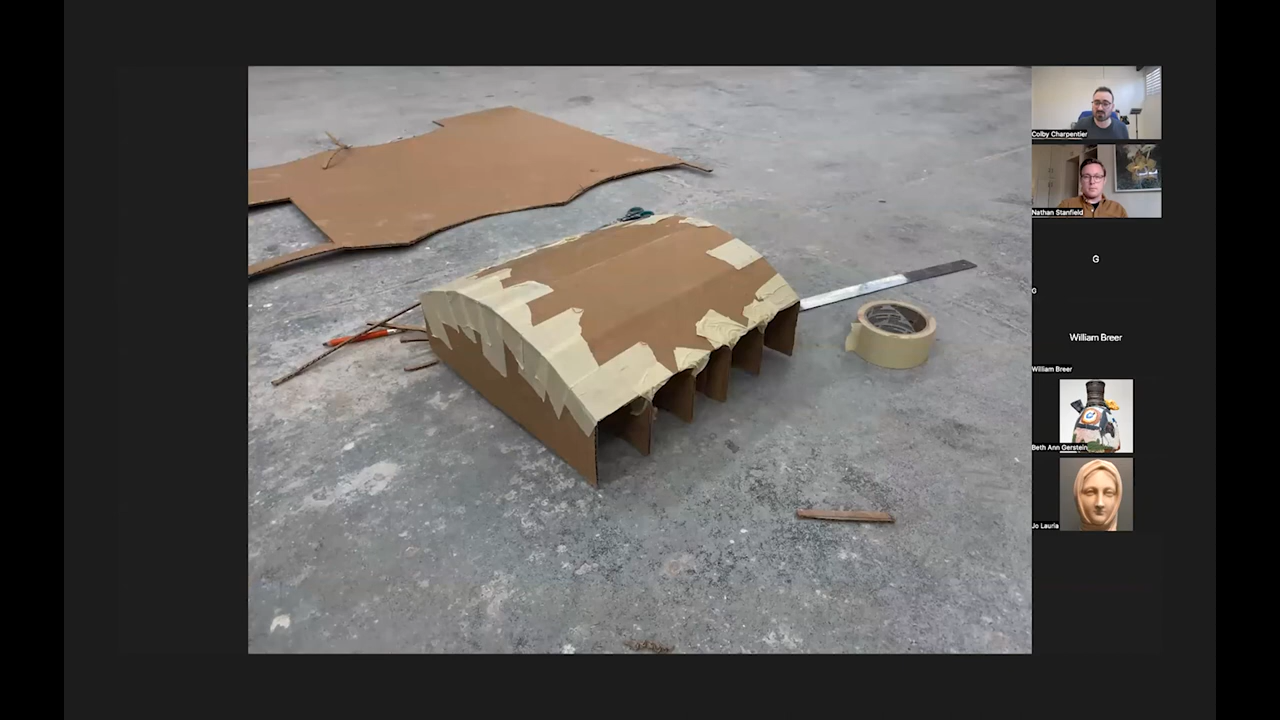 Colby Charpentier
Nathan Stanfield
G
G
William Breer
William Breer
Beth Ann Gerstein
Jo Lauria